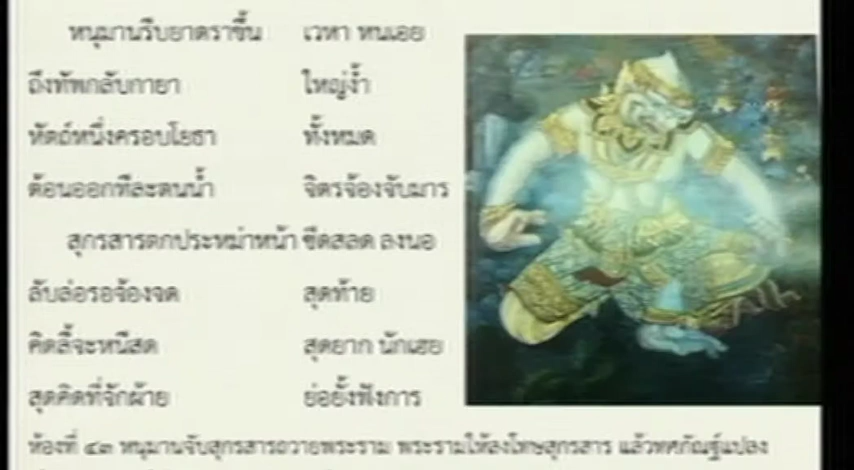 หนุมานรีบยาตราขึ้น เวหา หนเอย
ถึงทัพกลับกายา ใหญ่ง้ำ
หัตถ์หนึ่งครอบโยธา ทั้งหมด
ต้อนออกทีละตนน้ำ จิตรจ้องจับมาร
สุกรสารตกประหม่าหน้า ซีดสลด ลงนอ
ลับล่อรอจ้องจด สุดท้าย
คิดลี้จะหนีสด สุดยาก นักเฮย
สุดคิดที่จักผ้าย ย่อยั้งฟังการ
ห้องที่ ๔๓ หนุมานจับสุกรสารถวายพระราม พระรามให้ลงโทษสุกรสาร แล้วทศกัณฐ์แปลง